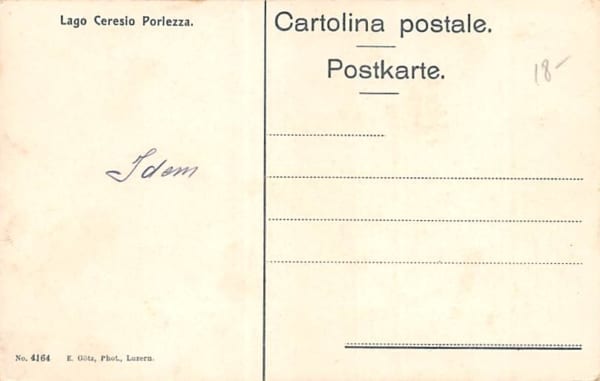 Lago Ceresio Porlezza.
Cartolina postale.
Postkarte.
18-
Idem
No. 4164 E. Götz, Phot., Luzern.